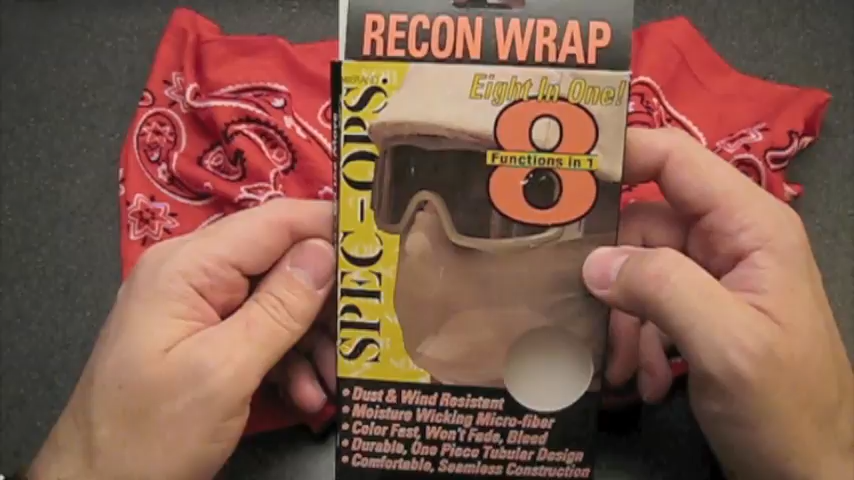 RECON WRAP
Eight In One!
8
Functions in 1
SPEC-OPS.
• Dust & Wind Resistant
• Moisture Wicking Micro-fiber
• Color Fast, Won't Fade, Bleed
• Durable, One Piece Tubular Design
• Comfortable, Seamless Construction